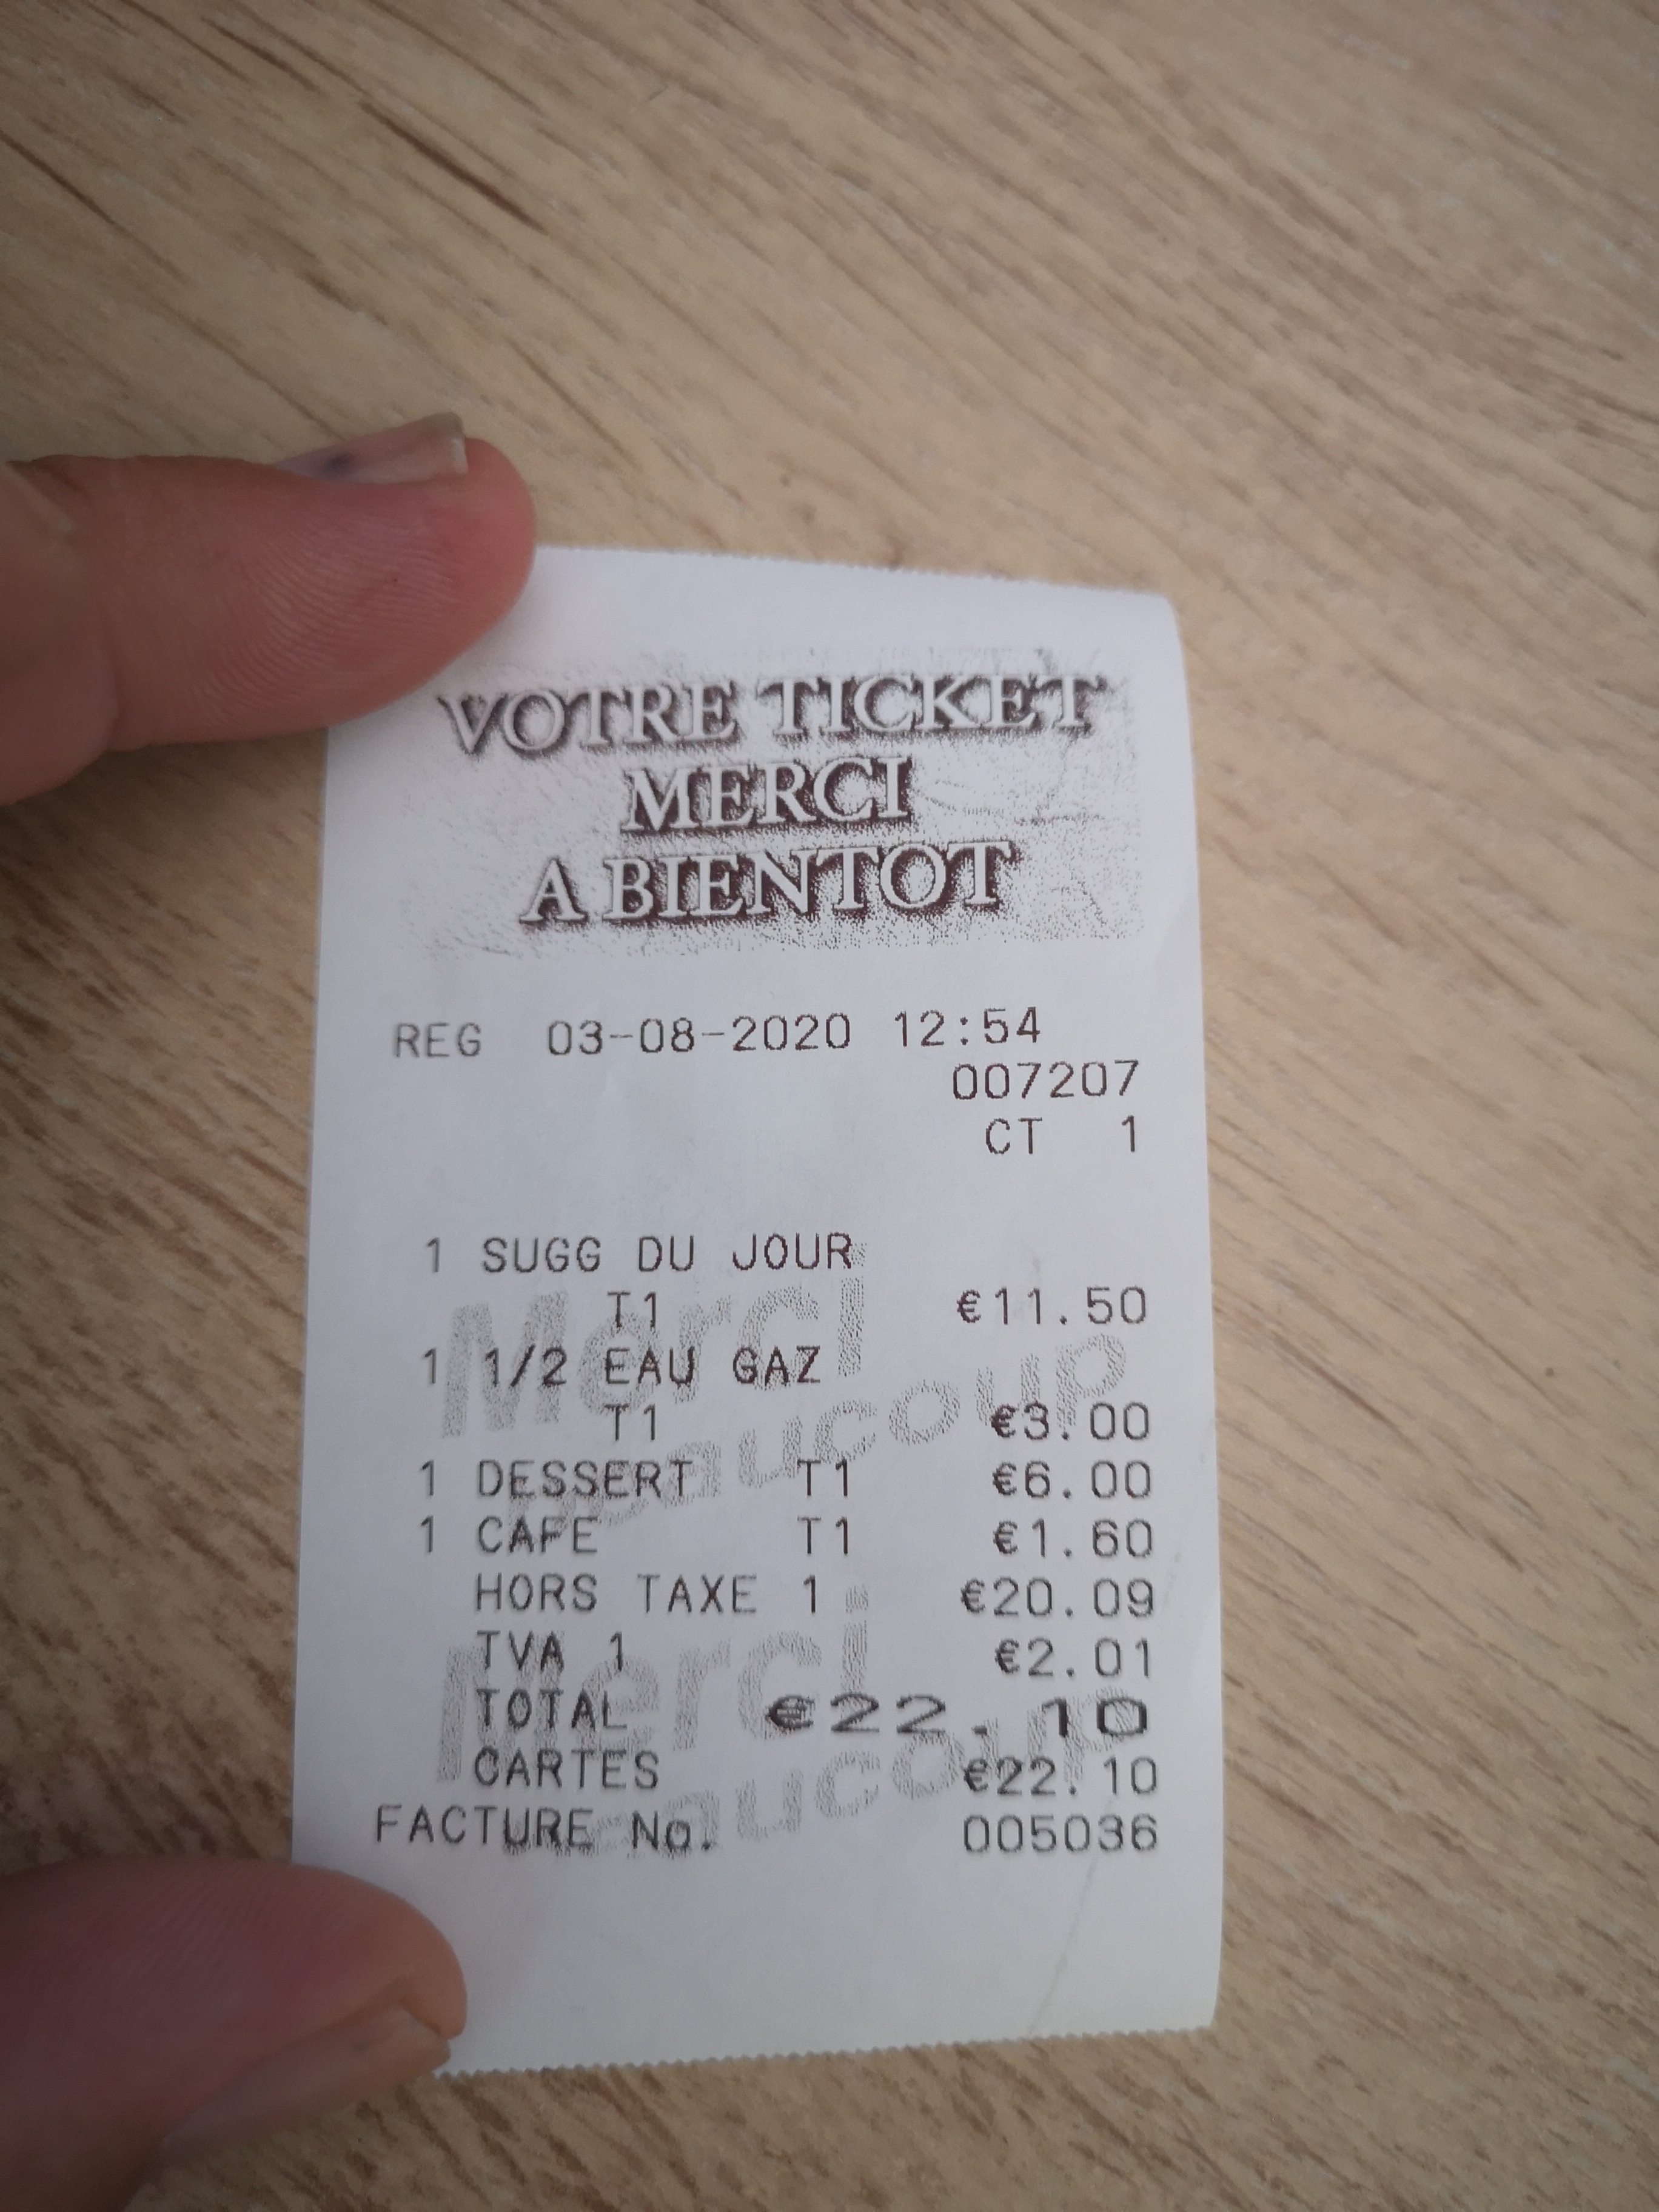 VOTRE TICKET
MERCI
A BIENTOT
REG 03-08-2020 12:54
007207
CT 1
1 SUGG DU JOUR
T1 €11.50
1 1/2 EAU GAZ
T1 €3.00
1 DESSERT T1 €6.00
1 CAFE T1 €1.60
HORS TAXE 1 €20.09
TVA 1 €2.01
TOTAL €22.10
CARTES €22.10
FACTURE No. 005036
Merci
beaucoup
Merci
beaucoup